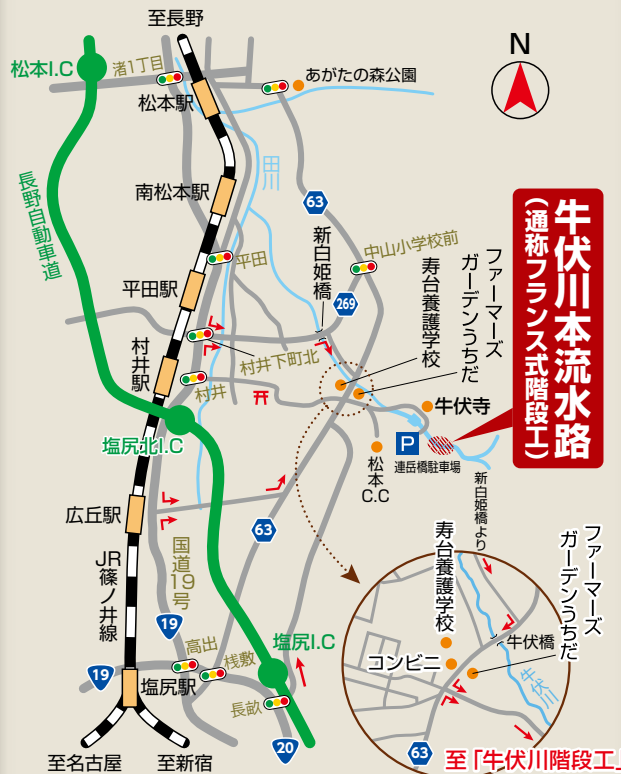 至長野
N
松本I.C
渚1丁目
あがたの森公園
松本駅
田川
長野自動車道
南松本駅
63
新白姫橋
中山小学校前
平田
寿台養護学校
ファーマーズ
ガーデンうちだ
牛伏川本流水路
(通称フランス式階段工)
平田駅
269
村井駅
村井下町北
村井
牛伏寺
塩尻北I.C
P
連岳橋駐車場
松本C.C
新白姫橋より
広丘駅
63
国道19号
JR篠ノ井線
寿台養護学校
ファーマーズ
ガーデンうちだ
19
高出
桟敷
塩尻I.C
牛伏橋
コンビニ
牛伏川
19
塩尻駅
長畝
20
63
至名古屋
至新宿
至「牛伏川階段工」